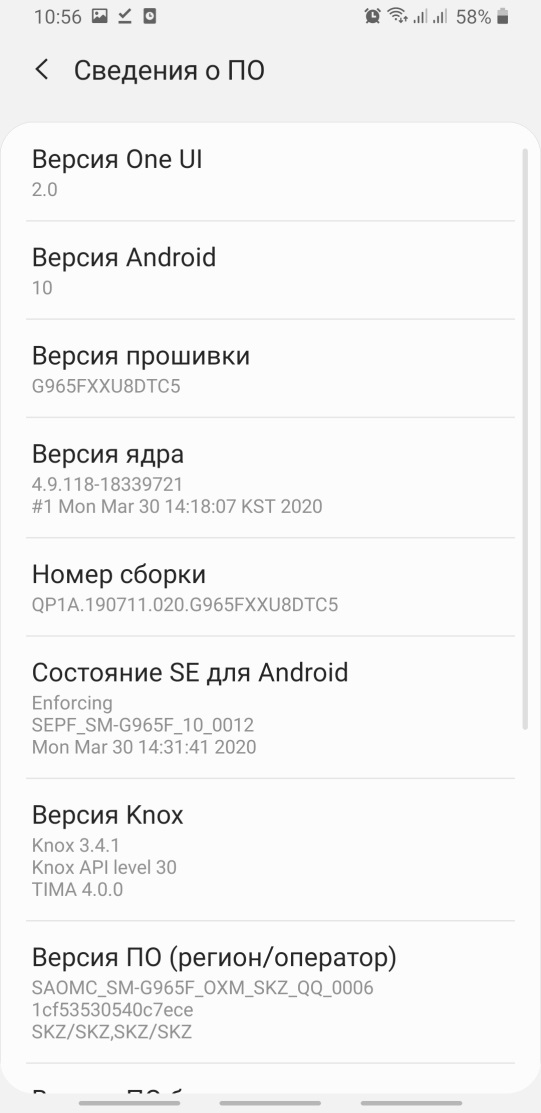 10:56
58%
Сведения о ПО
Версия One UI
2.0
Версия Android
10
Версия прошивки
G965FXXU8DTC5
Версия ядра
4.9.118-18339721
#1 Mon Mar 30 14:18:07 KST 2020
Номер сборки
QP1A.190711.020.G965FXXU8DTC5
Состояние SE для Android
Enforcing
SEPF_SM-G965F_10_0012
Mon Mar 30 14:31:41 2020
Версия Knox
Knox 3.4.1
Knox API level 30
TIMA 4.0.0
Версия ПО (регион/оператор)
SAOMC_SM-G965F_OXM_SKZ_QQ_0006
1cf53530540c7ece
SKZ/SKZ,SKZ/SKZ